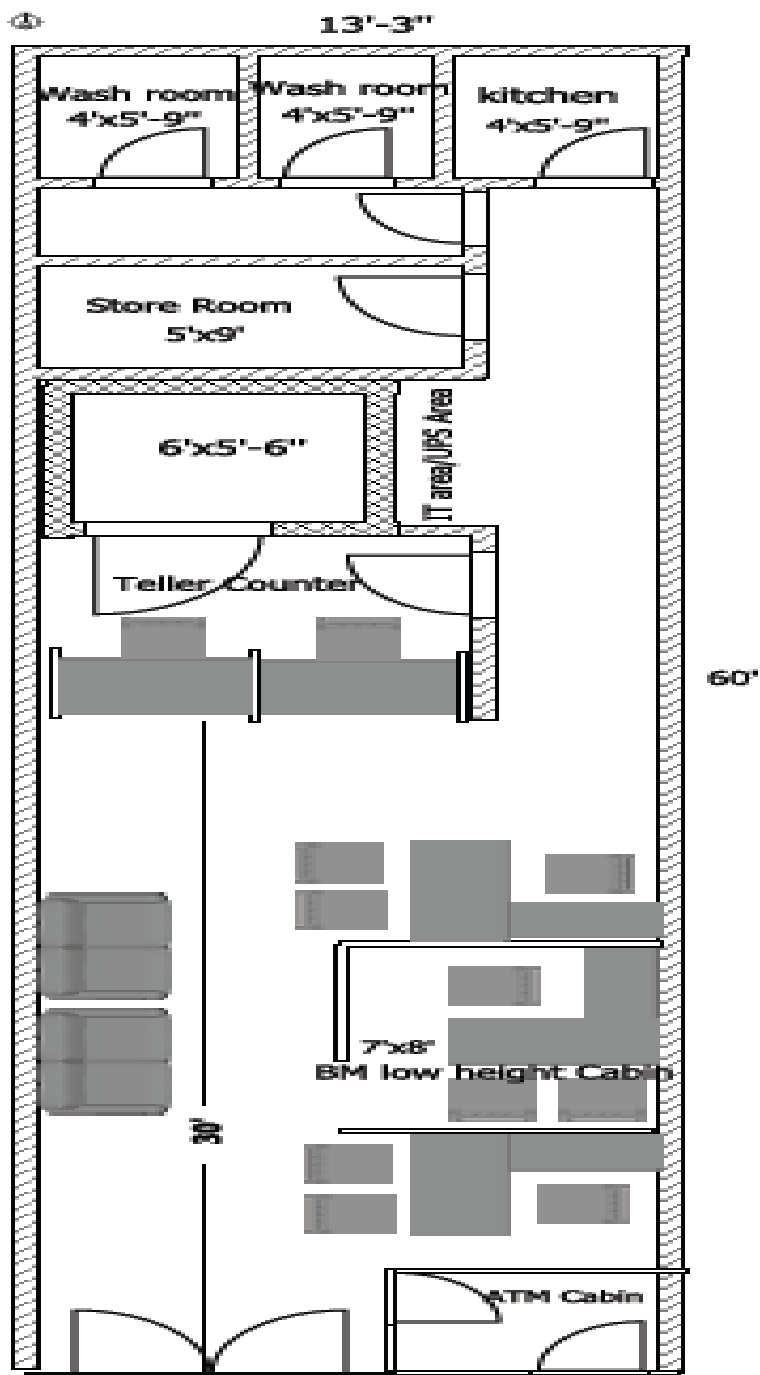 13'-3"
Wash room
4'x5'-9"
Wash room
4'x5'-9"
kitchen
4'x5'-9"
Store Room
5'x9'
6'x5'-6"
IT area/UPS Area
Teller Counter
60'
7'x8'
BM low height Cabin
30'
ATM Cabin